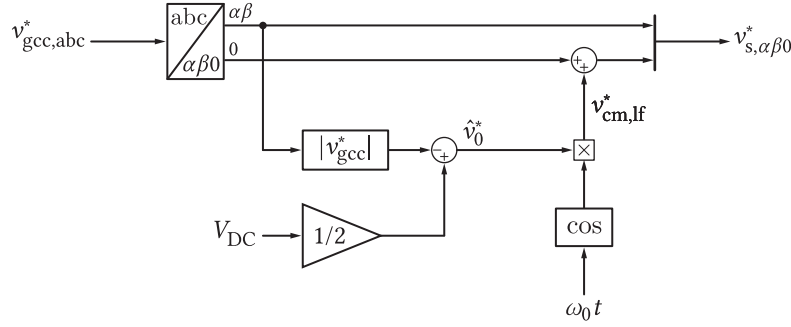 v*gcc,abc
abc
αβ0
αβ
0
+
+
v*s,αβ0
v*cm,lf
|v*gcc|
−
+
v̂*0
×
VDC
1/2
cos
ω0t